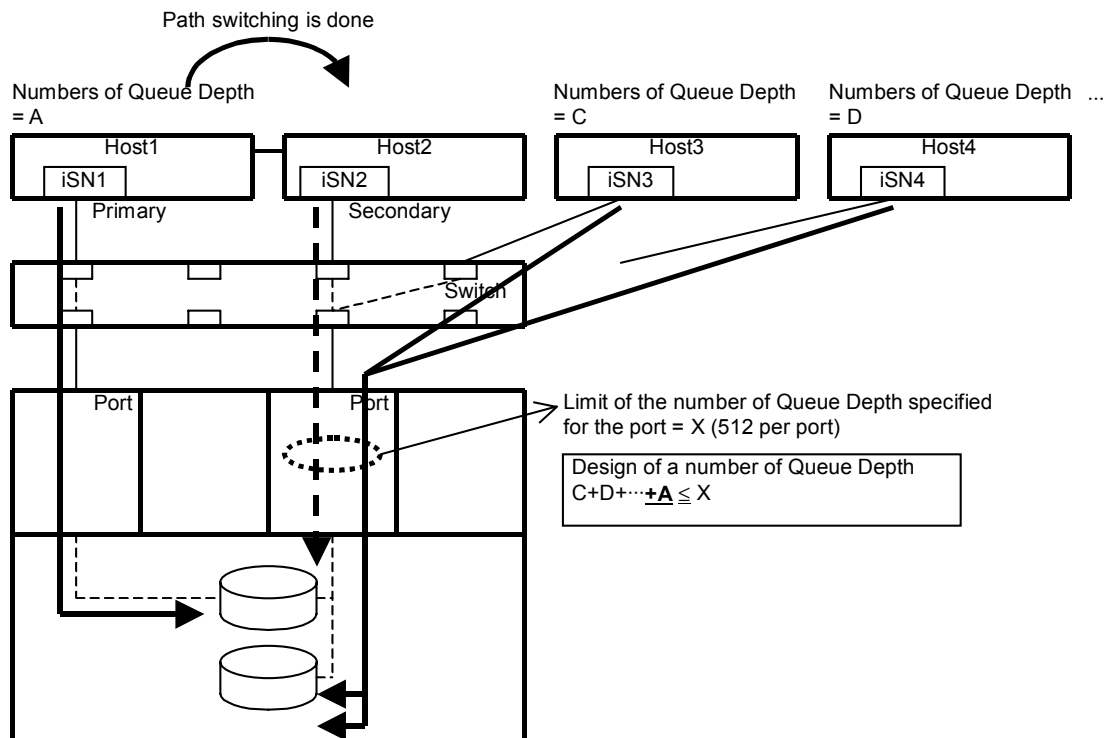 Path switching is done
Numbers of Queue Depth
= A
Numbers of Queue Depth
= C
Numbers of Queue Depth ...
= D
Host1
Host2
Host3
Host4
iSN1
iSN2
iSN3
iSN4
Primary
Secondary
Switch
Port
Port
Limit of the number of Queue Depth specified
for the port = X (512 per port)
Design of a number of Queue Depth
C+D+···+A ≤ X